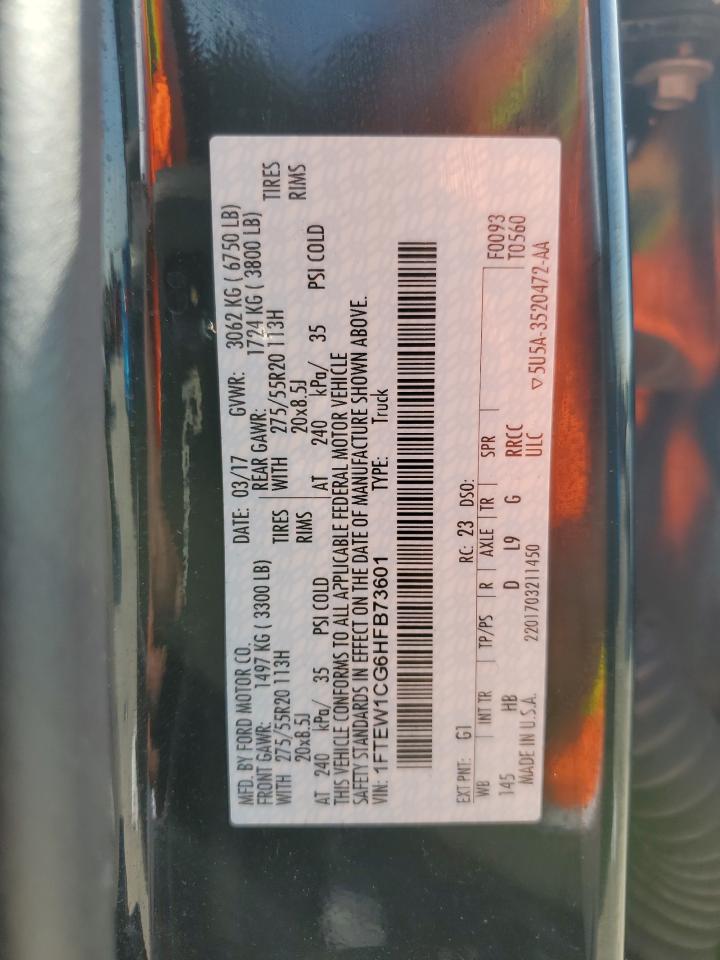 MFD. BY FORD MOTOR CO.
DATE: 03/17 GVWR: 3062 KG ( 6750 LB)
FRONT GAWR: 1497 KG ( 3300 LB)
REAR GAWR: 1724 KG ( 3800 LB)
WITH 275/55R20 113H TIRES
WITH 275/55R20 113H TIRES
20x8.5J RIMS
20x8.5J RIMS
AT 240 kPa/ 35 PSI COLD
AT 240 kPa/ 35 PSI COLD
THIS VEHICLE CONFORMS TO ALL APPLICABLE FEDERAL MOTOR VEHICLE
SAFETY STANDARDS IN EFFECT ON THE DATE OF MANUFACTURE SHOWN ABOVE.
VIN: 1FTEW1CG6HFB73601 TYPE: Truck
EXT PNT: G1 RC: 23 DSO:
WB INT TR TP/PS R AXLE TR SPR F0093
145 HB D L9 G RRCC T0560
MADE IN U.S.A. 2201703211450 ULC
▽5U5A-3520472-AA